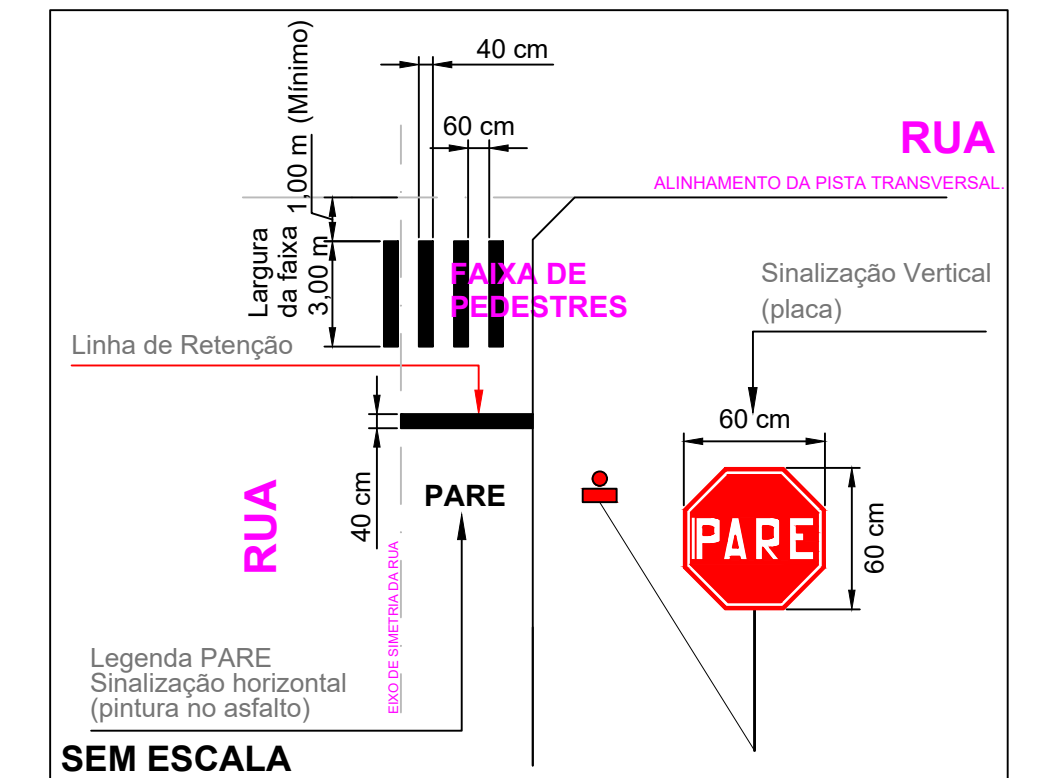 40 cm
1,00 m (Mínimo)
60 cm
RUA
ALINHAMENTO DA PISTA TRANSVERSAL.
Largura
da faixa
3,00 m
FAIXA DE
PEDESTRES
Sinalização Vertical
(placa)
Linha de Retenção
60 cm
RUA
40 cm
PARE
PARE
60 cm
EIXO DE SIMETRIA DA RUA .
Legenda PARE
Sinalização horizontal
(pintura no asfalto)
SEM ESCALA